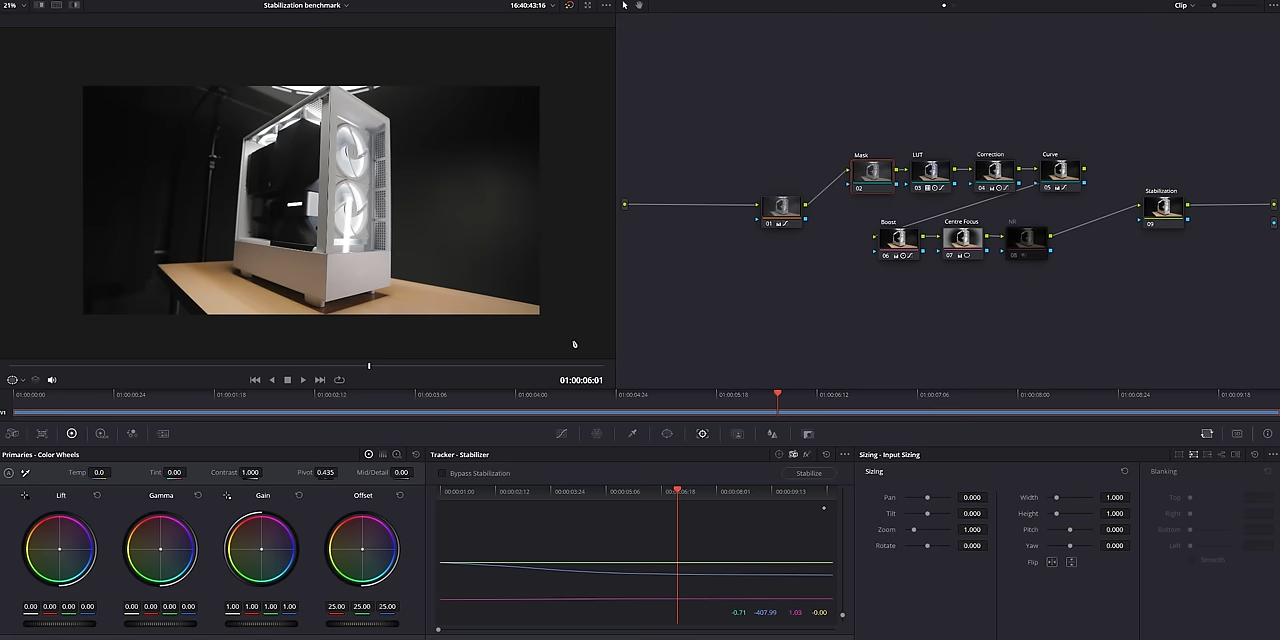 21% Stabilization benchmark 16:40:43:16 Clip
Mask LUT Correction Curve
02 03 04 05
Stabilization
01 09
Boost Centre Focus NR
06 07 08
01:00:06:01
01:00:00:00 01:00:00:24 01:00:01:18 01:00:02:12 01:00:03:06 01:00:04:00 01:00:04:24 01:00:05:18 01:00:06:12 01:00:07:06 01:00:08:00 01:00:08:24 01:00:09:18
V1
Primaries - Color Wheels
Temp 0.0 Tint 0.00 Contrast 1.000 Pivot 0.435 Mid/Detail 0.00
Lift Gamma Gain Offset
0.00 0.00 0.00 0.00 0.00 0.00 0.00 0.00 1.00 1.00 1.00 1.00 25.00 25.00 25.00
Tracker - Stabilizer
Bypass Stabilization Stabilize
00:00:01:00 00:00:02:12 00:00:03:24 00:00:05:06 00:00:06:18 00:00:08:01 00:00:09:13
-0.71 -407.99 1.03 -0.00
Sizing - Input Sizing
Sizing Blanking
Pan 0.000 Width 1.000 Top
Tilt 0.000 Height 1.000 Right
Zoom 1.000 Pitch 0.000 Bottom
Rotate 0.000 Yaw 0.000 Left
Flip Smooth